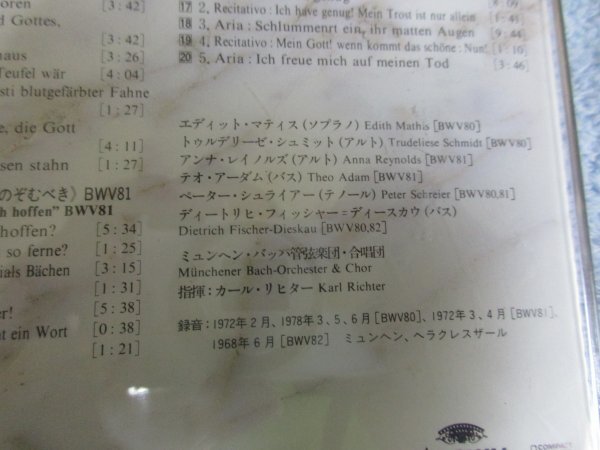 oren [3:42]
Gottes,
[3:42]
naus [3:26]
Teufel wär [4:04]
sti blutgefärbter Fahne
[1:27]
e, die Gott
[4:11]
sen stahn [1:27]
のぞむべき〉BWV81
h hoffen" BWV81
hoffen? [5:34]
so ferne? [1:25]
ials Bächen [3:15]
[1:31]
r! [5:38]
t ein Wort [0:38]
[1:21]
17 2, Recitativo : Ich have genug! Mein Trost ist nur allein [1:41]
18 3, Aria : Schlummenrt ein, ihr matten Augen [9:44]
19 4, Recitativo : Mein Gott! wenn kommt das schöne : Nun! [1:10]
20 5, Aria : Ich freue mich auf meinen Tod [3:46]
エディット・マティス(ソプラノ) Edith Mathis [BWV80]
トゥルデリーゼ・シュミット(アルト) Trudeliese Schmidt [BWV80]
アンナ・レイノルズ(アルト) Anna Reynolds [BWV81]
テオ・アーダム(バス) Theo Adam [BWV81]
ペーター・シュライアー(テノール) Peter Schreier [BWV80,81]
ディートリヒ・フィッシャー=ディースカウ(バス)
Dietrich Fischer-Dieskau [BWV80,82]
ミュンヘン・バッハ管弦楽団・合唱団
Münchener Bach-Orchester & Chor
指揮:カール・リヒター Karl Richter
録音:1972年2月、1978年3、5、6月[BWV80]、1972年3、4月[BWV81]、
1968年6月[BWV82] ミュンヘン、ヘラクレスザール